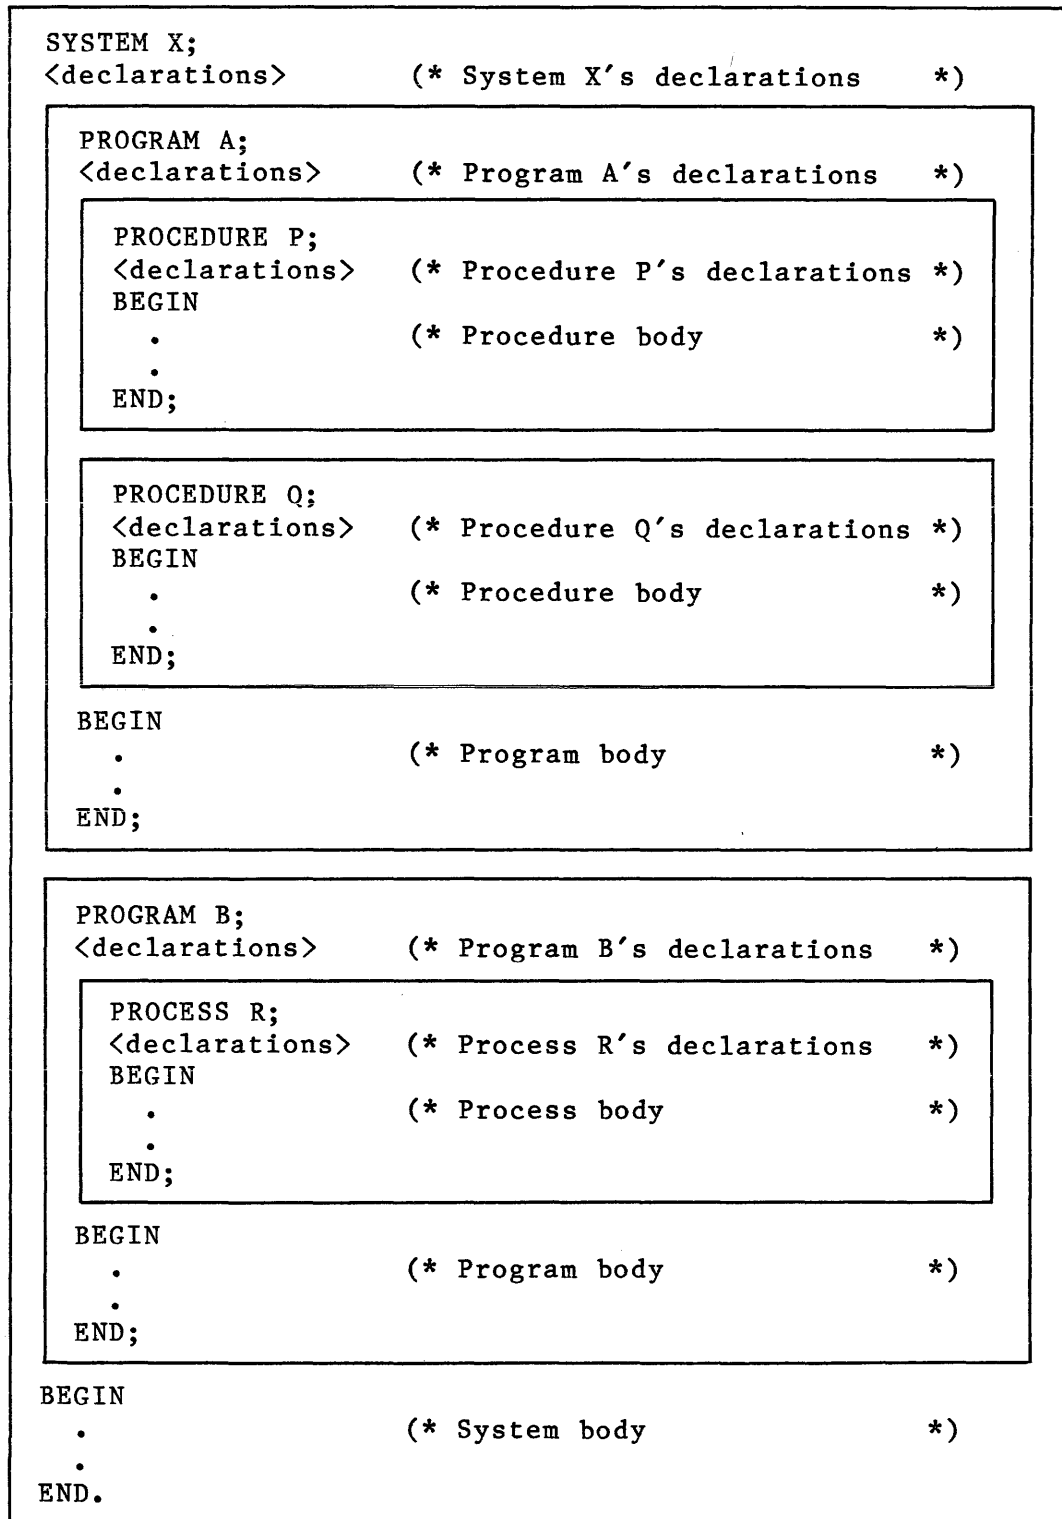 SYSTEM X;
<declarations> (* System X's declarations *)
PROGRAM A;
<declarations> (* Program A's declarations *)
PROCEDURE P;
<declarations> (* Procedure P's declarations *)
BEGIN
. (* Procedure body *)
.
END;
PROCEDURE Q;
<declarations> (* Procedure Q's declarations *)
BEGIN
. (* Procedure body *)
.
END;
BEGIN
. (* Program body *)
.
END;
PROGRAM B;
<declarations> (* Program B's declarations *)
PROCESS R;
<declarations> (* Process R's declarations *)
BEGIN
. (* Process body *)
.
END;
BEGIN
. (* Program body *)
.
END;
BEGIN
. (* System body *)
.
END.